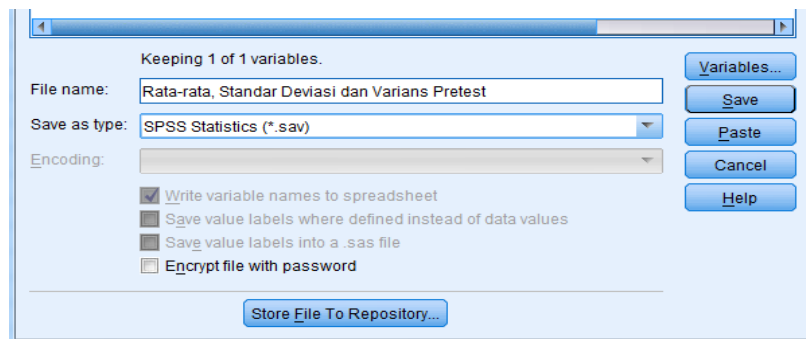 Keeping 1 of 1 variables.
Variables...
File name: Rata-rata, Standar Deviasi dan Varians Pretest
Save
Save as type: SPSS Statistics (*.sav)
Paste
Encoding:
Cancel
Write variable names to spreadsheet
Help
Save value labels where defined instead of data values
Save value labels into a .sas file
Encrypt file with password
Store File To Repository...